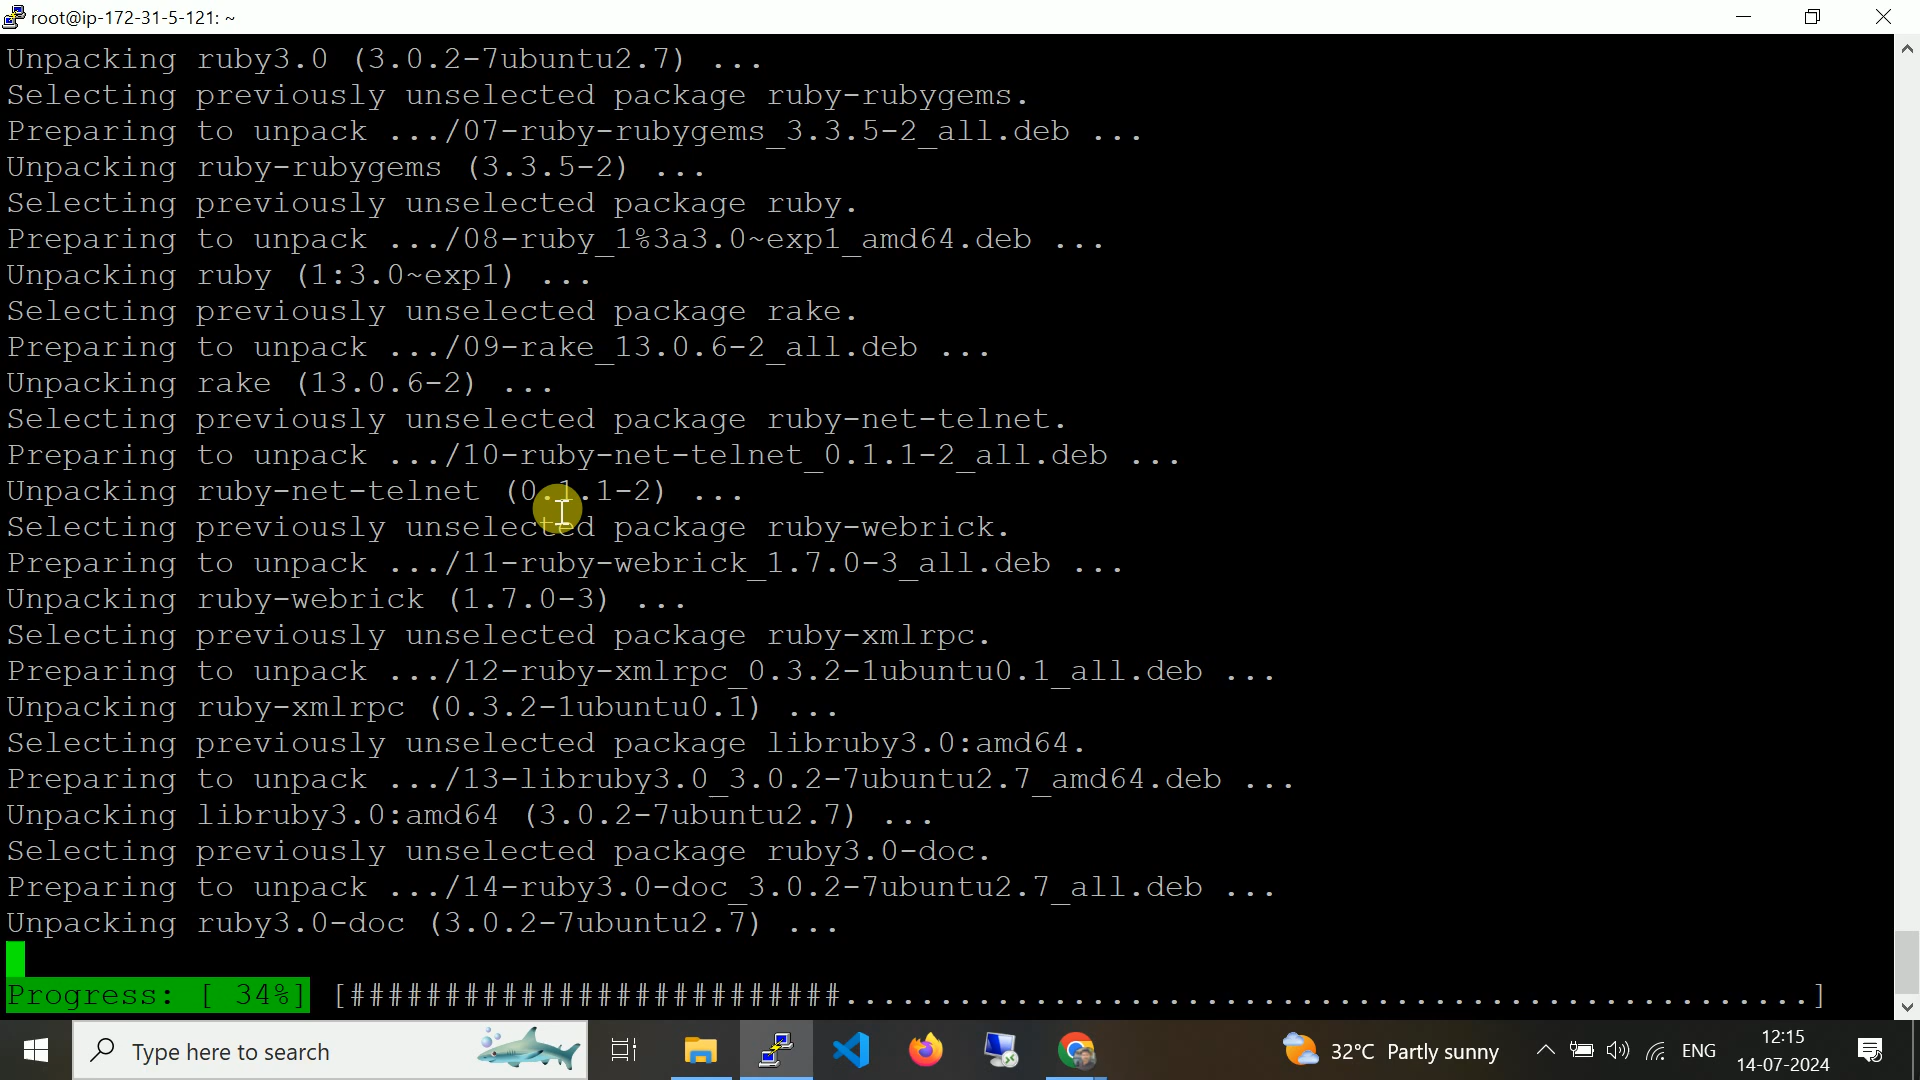 root@ip-172-31-5-121: ~
Unpacking ruby3.0 (3.0.2-7ubuntu2.7) ...
Selecting previously unselected package ruby-rubygems.
Preparing to unpack .../07-ruby-rubygems_3.3.5-2_all.deb ...
Unpacking ruby-rubygems (3.3.5-2) ...
Selecting previously unselected package ruby.
Preparing to unpack .../08-ruby_1%3a3.0~exp1_amd64.deb ...
Unpacking ruby (1:3.0~exp1) ...
Selecting previously unselected package rake.
Preparing to unpack .../09-rake_13.0.6-2_all.deb ...
Unpacking rake (13.0.6-2) ...
Selecting previously unselected package ruby-net-telnet.
Preparing to unpack .../10-ruby-net-telnet_0.1.1-2_all.deb ...
Unpacking ruby-net-telnet (0.1.1-2) ...
Selecting previously unselected package ruby-webrick.
Preparing to unpack .../11-ruby-webrick_1.7.0-3_all.deb ...
Unpacking ruby-webrick (1.7.0-3) ...
Selecting previously unselected package ruby-xmlrpc.
Preparing to unpack .../12-ruby-xmlrpc_0.3.2-1ubuntu0.1_all.deb ...
Unpacking ruby-xmlrpc (0.3.2-1ubuntu0.1) ...
Selecting previously unselected package libruby3.0:amd64.
Preparing to unpack .../13-libruby3.0_3.0.2-7ubuntu2.7_amd64.deb ...
Unpacking libruby3.0:amd64 (3.0.2-7ubuntu2.7) ...
Selecting previously unselected package ruby3.0-doc.
Preparing to unpack .../14-ruby3.0-doc_3.0.2-7ubuntu2.7_all.deb ...
Unpacking ruby3.0-doc (3.0.2-7ubuntu2.7) ...
Progress: [ 34%] [##########################...................................................]
Type here to search
32°C Partly sunny
ENG
12:15
14-07-2024